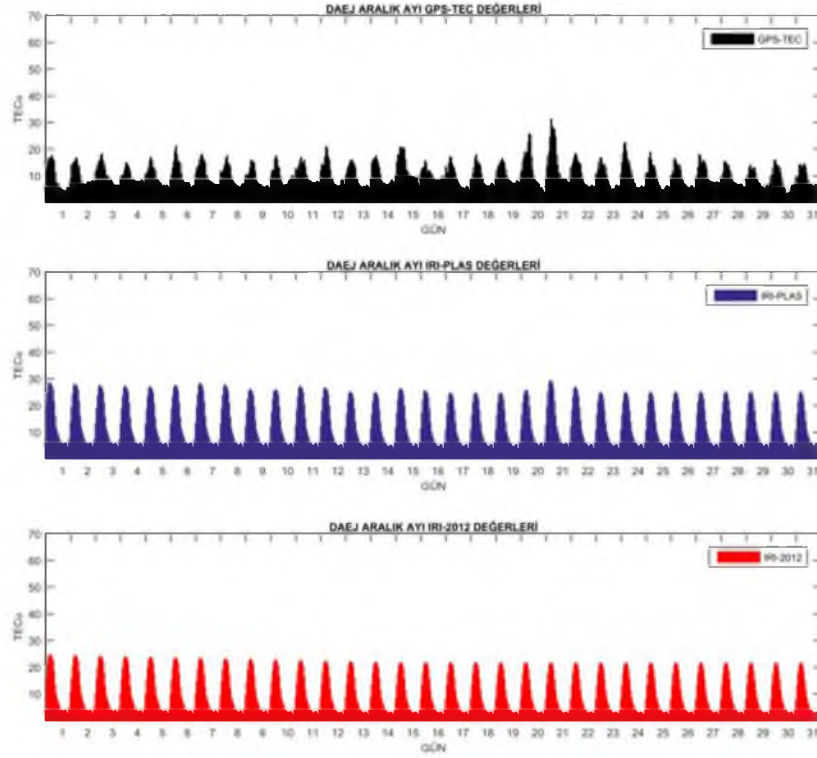 DAEJ ARALIK AYI GPS-TEC DEĞERLERİ
70
60
50
40
30
20
10
TECu
GPS-TEC
1 2 3 4 5 6 7 8 9 10 11 12 13 14 15 16 17 18 19 20 21 22 23 24 25 26 27 28 29 30 31
GÜN
DAEJ ARALIK AYI IRI-PLAS DEĞERLERİ
70
60
50
40
30
20
10
TECu
IRI-PLAS
1 2 3 4 5 6 7 8 9 10 11 12 13 14 15 16 17 18 19 20 21 22 23 24 25 26 27 28 29 30 31
GÜN
DAEJ ARALIK AYI IRI-2012 DEĞERLERİ
70
60
50
40
30
20
10
TECu
IRI-2012
1 2 3 4 5 6 7 8 9 10 11 12 13 14 15 16 17 18 19 20 21 22 23 24 25 26 27 28 29 30 31
GÜN